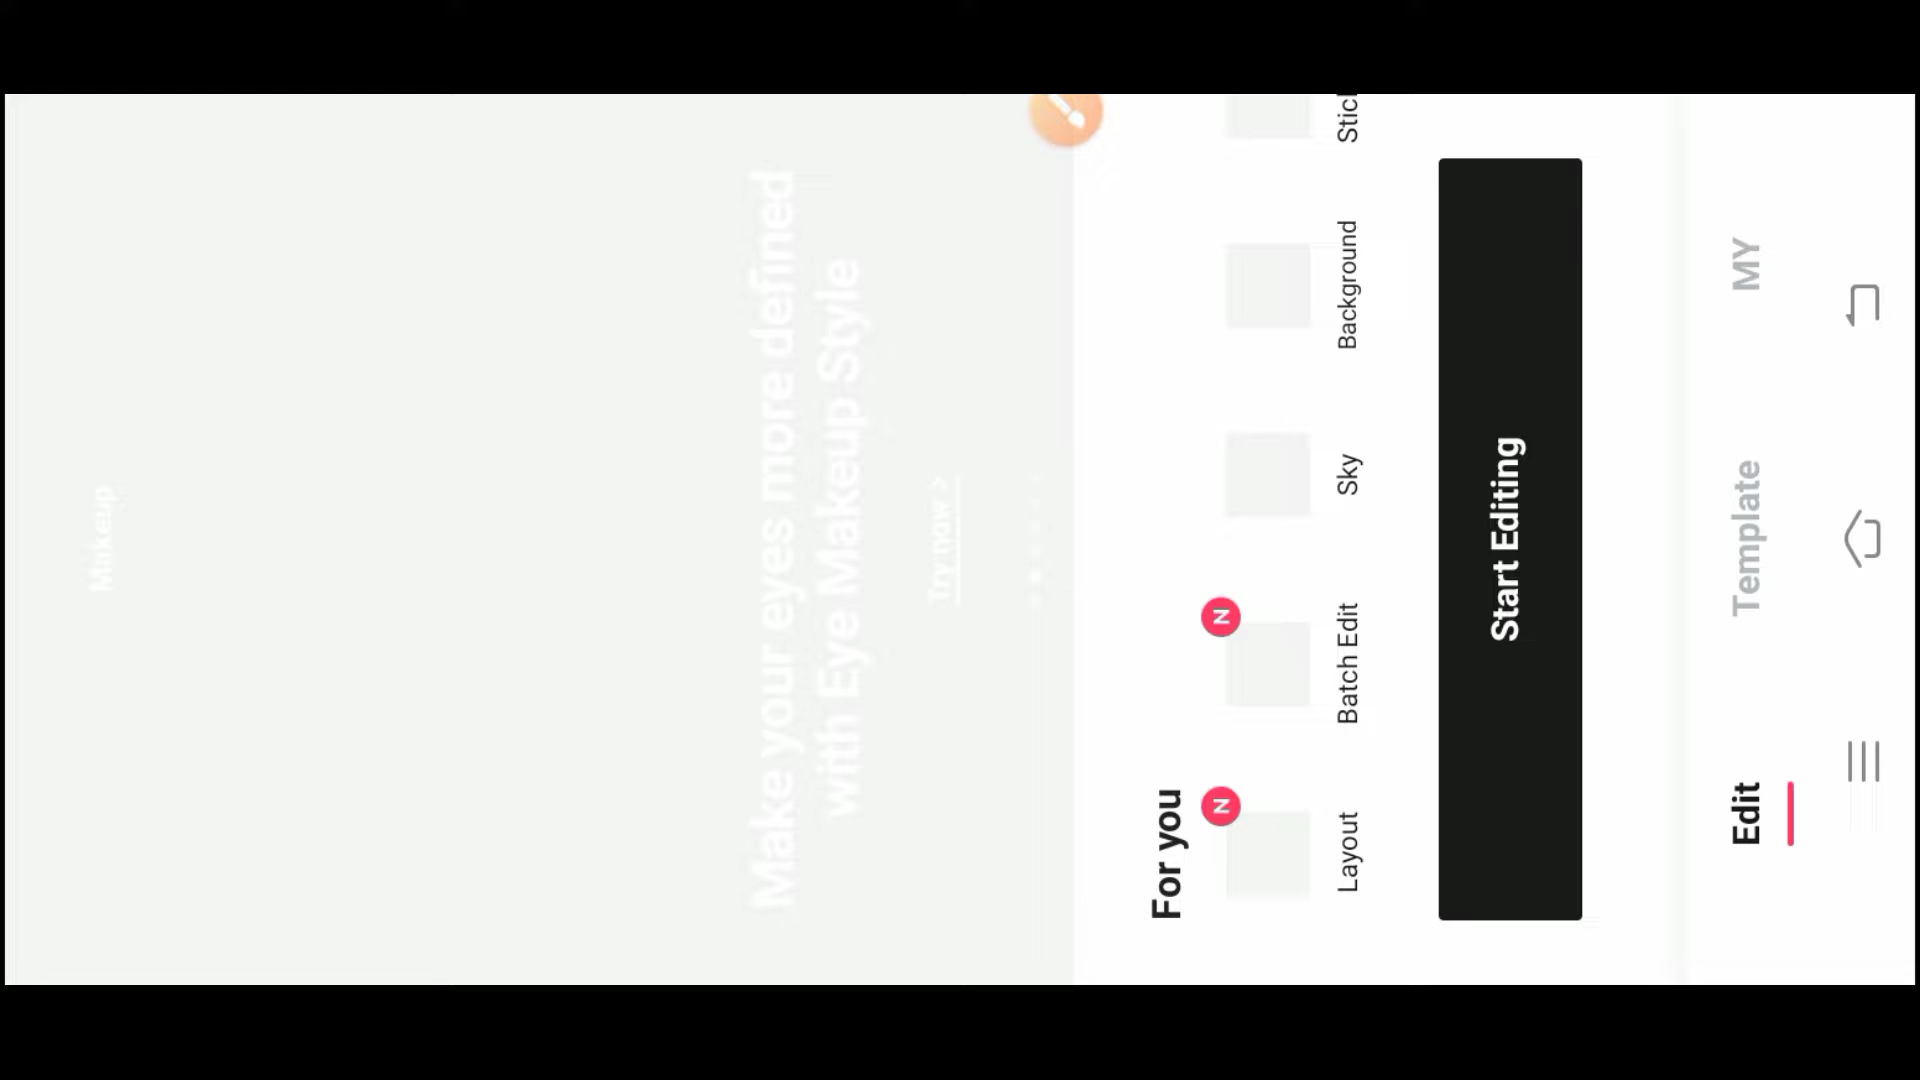 Makeup
Make your eyes more defined
with Eye Makeup Style
Try now >
For you
N
N
Layout
Batch Edit
Sky
Background
Start Editing
Edit
Template
MY